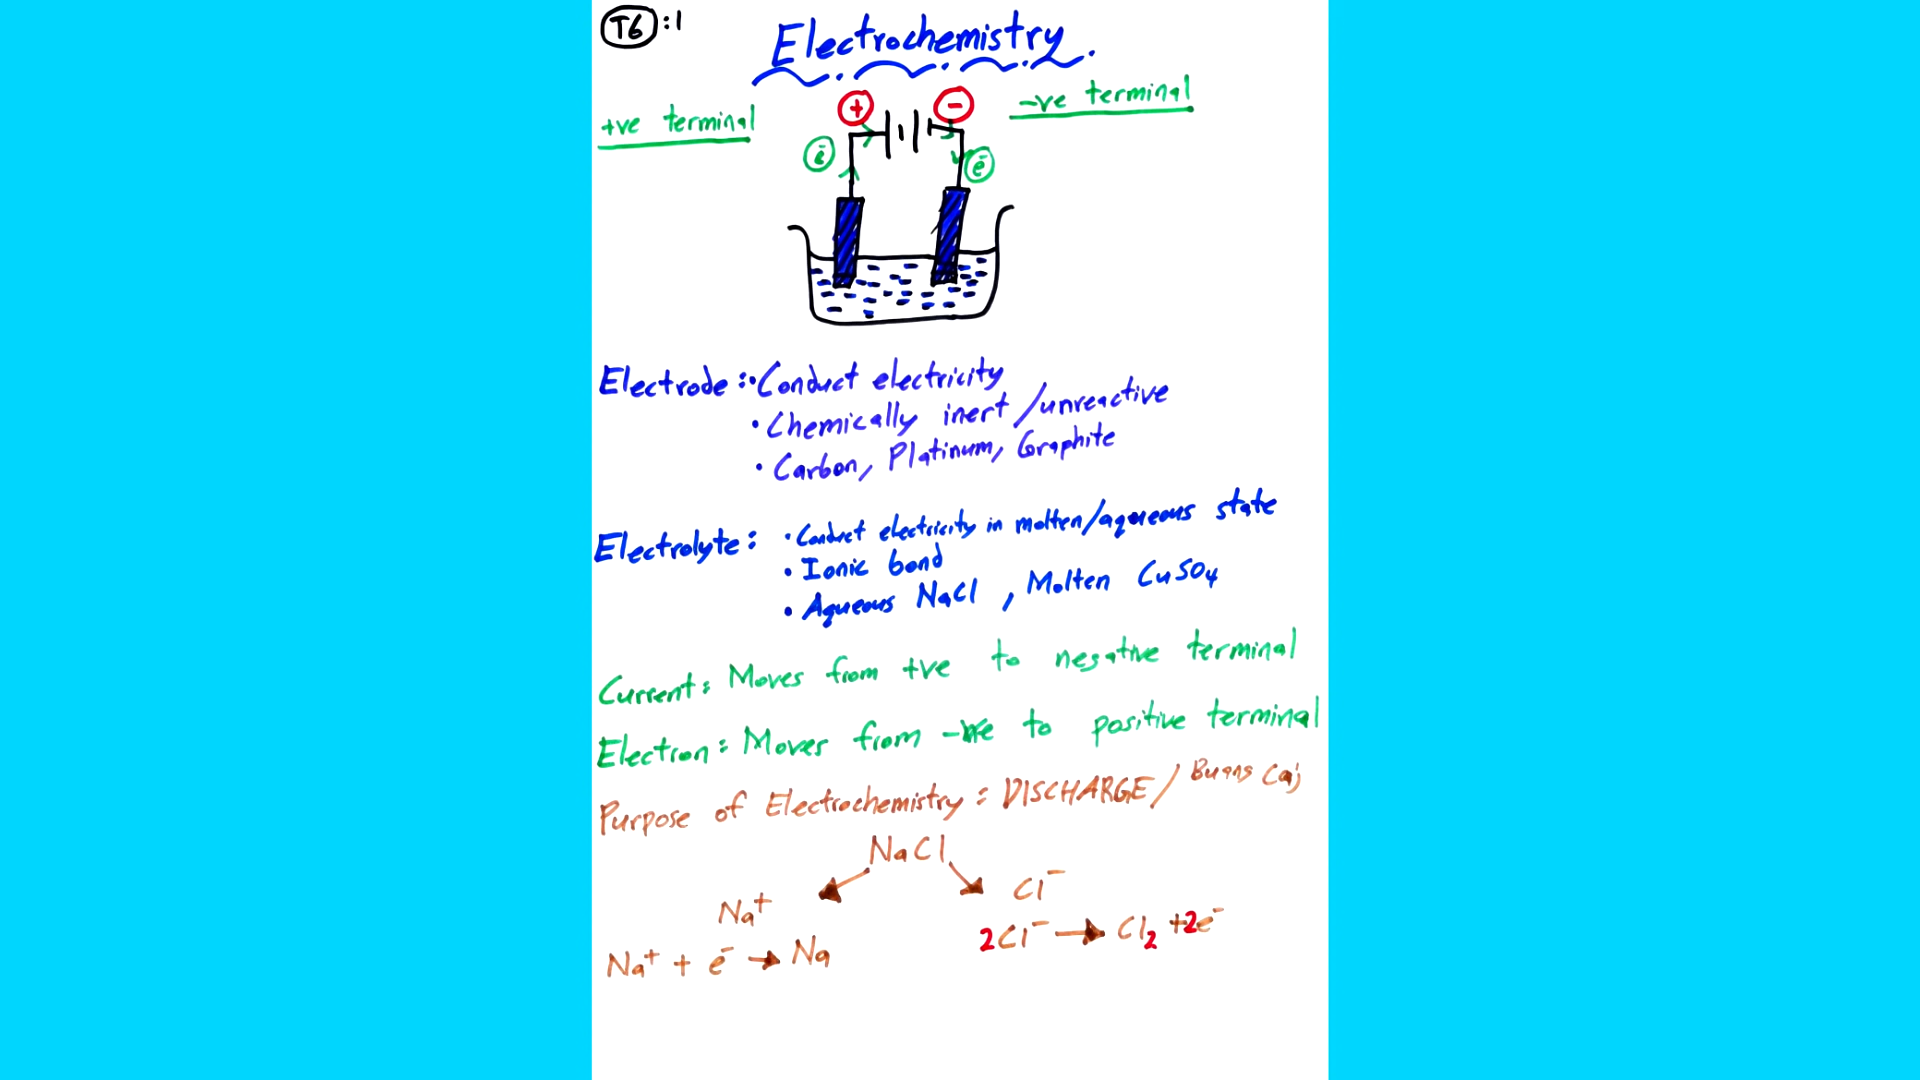 T6 :1
Electrochemistry.
+ve terminal
+
-
-ve terminal
e⁻
e⁻
Electrode : • Conduct electricity
• Chemically inert / unreactive
• Carbon, Platinum, Graphite
Electrolyte : • Conduct electricity in molten/aqueous state
• Ionic bond
• Aqueous NaCl , Molten CuSO4
Current : Moves from +ve to negative terminal
Electron : Moves from -ve to positive terminal
Purpose of Electrochemistry : DISCHARGE / Buang Caj
NaCl
Na⁺
Cl⁻
2Cl⁻ → Cl2 + 2e⁻
Na⁺ + e⁻ → Na